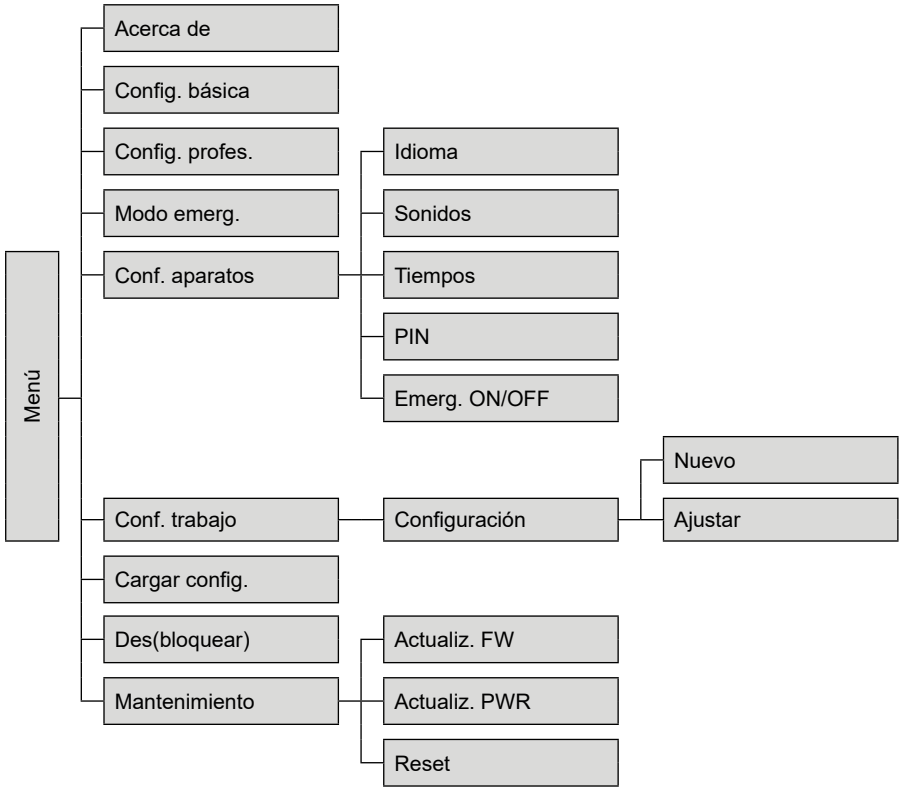 Menú
Acerca de
Config. básica
Config. profes.
Modo emerg.
Conf. aparatos
Idioma
Sonidos
Tiempos
PIN
Emerg. ON/OFF
Conf. trabajo
Configuración
Nuevo
Ajustar
Cargar config.
Des(bloquear)
Mantenimiento
Actualiz. FW
Actualiz. PWR
Reset